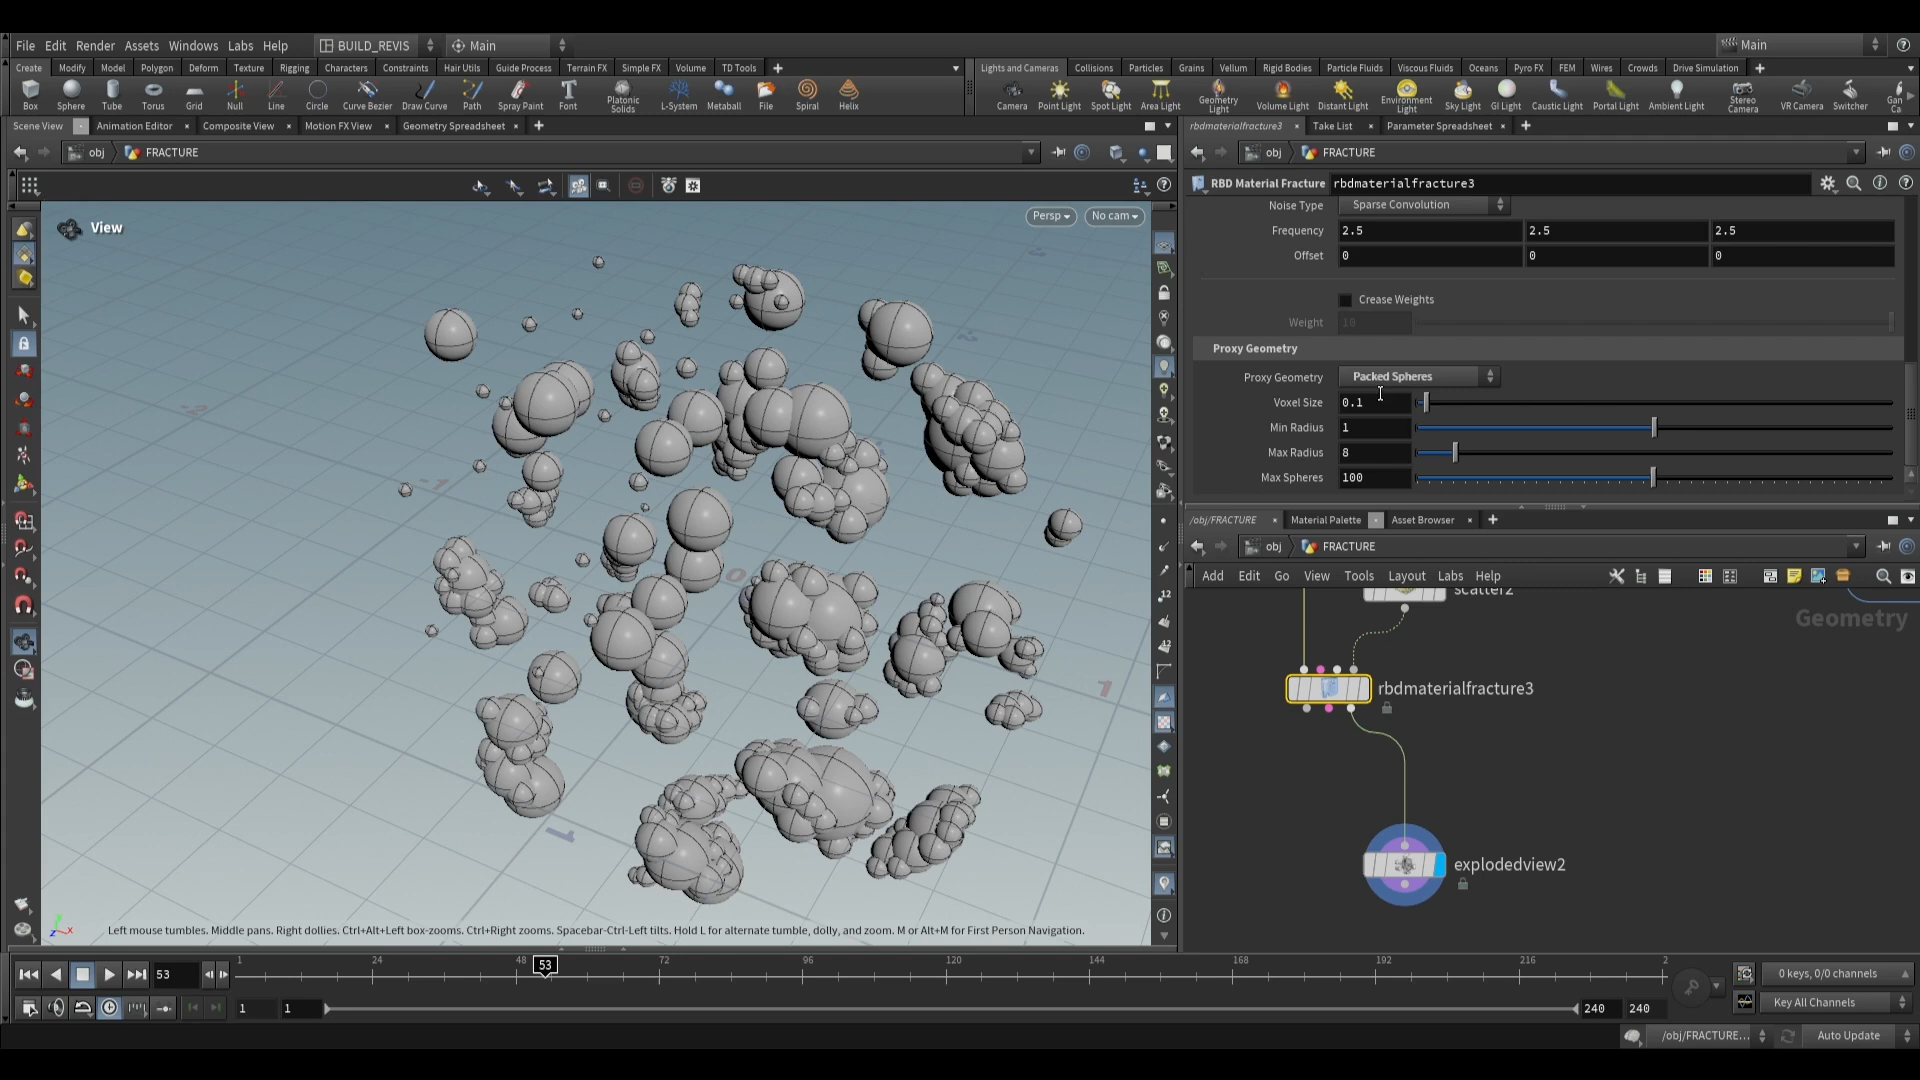 File Edit Render Assets Windows Labs Help BUILD_REVIS Main Main
Create Modify Model Polygon Deform Texture Rigging Characters Constraints Hair Utils Guide Process Terrain FX Simple FX Volume TD Tools
Lights and Cameras Collisions Particles Grains Vellum Rigid Bodies Particle Fluids Viscous Fluids Oceans Pyro FX FEM Wires Crowds Drive Simulation
Box Sphere Tube Torus Grid Null Line Circle Curve Bezier Draw Curve Path Spray Paint Font Platonic Solids L-System Metaball File Spiral Helix
Camera Point Light Spot Light Area Light Geometry Light Volume Light Distant Light Environment Light Sky Light GI Light Caustic Light Portal Light Ambient Light Stereo Camera VR Camera Switcher Gan Ca
Scene View Animation Editor Composite View Motion FX View Geometry Spreadsheet
rbdmaterialfracture3 Take List Parameter Spreadsheet
obj FRACTURE
obj FRACTURE
RBD Material Fracture rbdmaterialfracture3
View
Persp No cam
Noise Type Sparse Convolution
Frequency 2.5 2.5 2.5
Offset 0 0 0
Crease Weights
Weight 10
Proxy Geometry
Proxy Geometry Packed Spheres
Voxel Size 0.1
Min Radius 1
Max Radius 8
Max Spheres 100
/obj/FRACTURE Material Palette Asset Browser
obj FRACTURE
Add Edit Go View Tools Layout Labs Help
scatter2
Geometry
rbdmaterialfracture3
explodedview2
Left mouse tumbles. Middle pans. Right dollies. Ctrl+Alt+Left box-zooms. Ctrl+Right zooms. Spacebar-Ctrl-Left tilts. Hold L for alternate tumble, dolly, and zoom. M or Alt+M for First Person Navigation.
53 1 24 48 53 72 96 120 144 168 192 216 2
0 keys, 0/0 channels
1 1 240 240
Key All Channels
/obj/FRACTURE... Auto Update